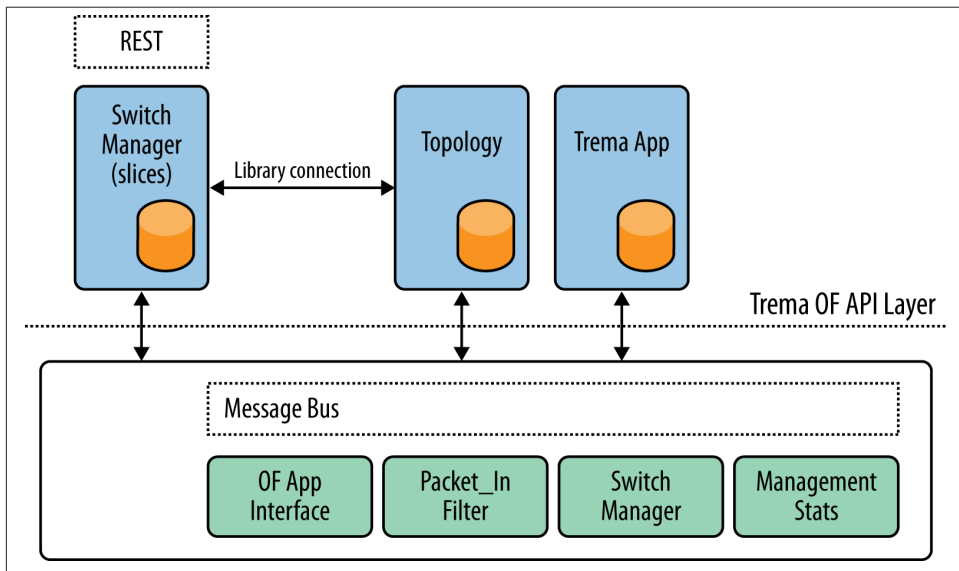 REST
Switch
Manager
(slices)
Library connection
Topology
Trema App
Trema OF API Layer
Message Bus
OF App
Interface
Packet_In
Filter
Switch
Manager
Management
Stats